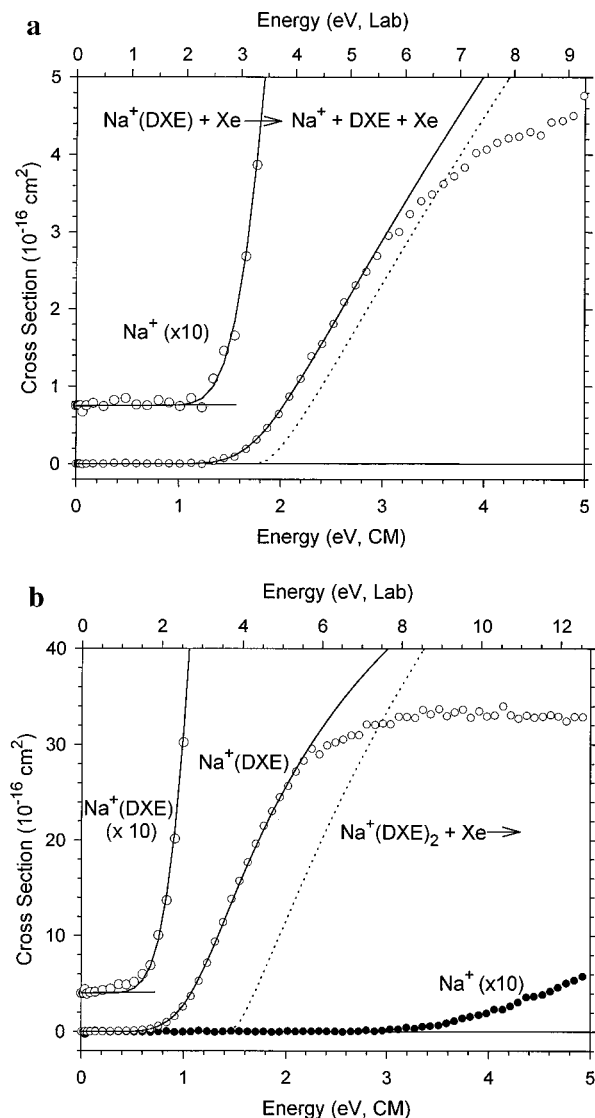 a
Energy (eV, Lab)
0 1 2 3 4 5 6 7 8 9
5
4
3
2
1
0
Cross Section (10⁻¹⁶ cm²)
Na⁺(DXE) + Xe → Na⁺ + DXE + Xe
Na⁺ (x10)
0 1 2 3 4 5
Energy (eV, CM)
b
Energy (eV, Lab)
0 2 4 6 8 10 12
40
30
20
10
0
Cross Section (10⁻¹⁶ cm²)
Na⁺(DXE)
Na⁺(DXE)
(x 10)
Na⁺(DXE)₂ + Xe →
Na⁺ (x10)
0 1 2 3 4 5
Energy (eV, CM)